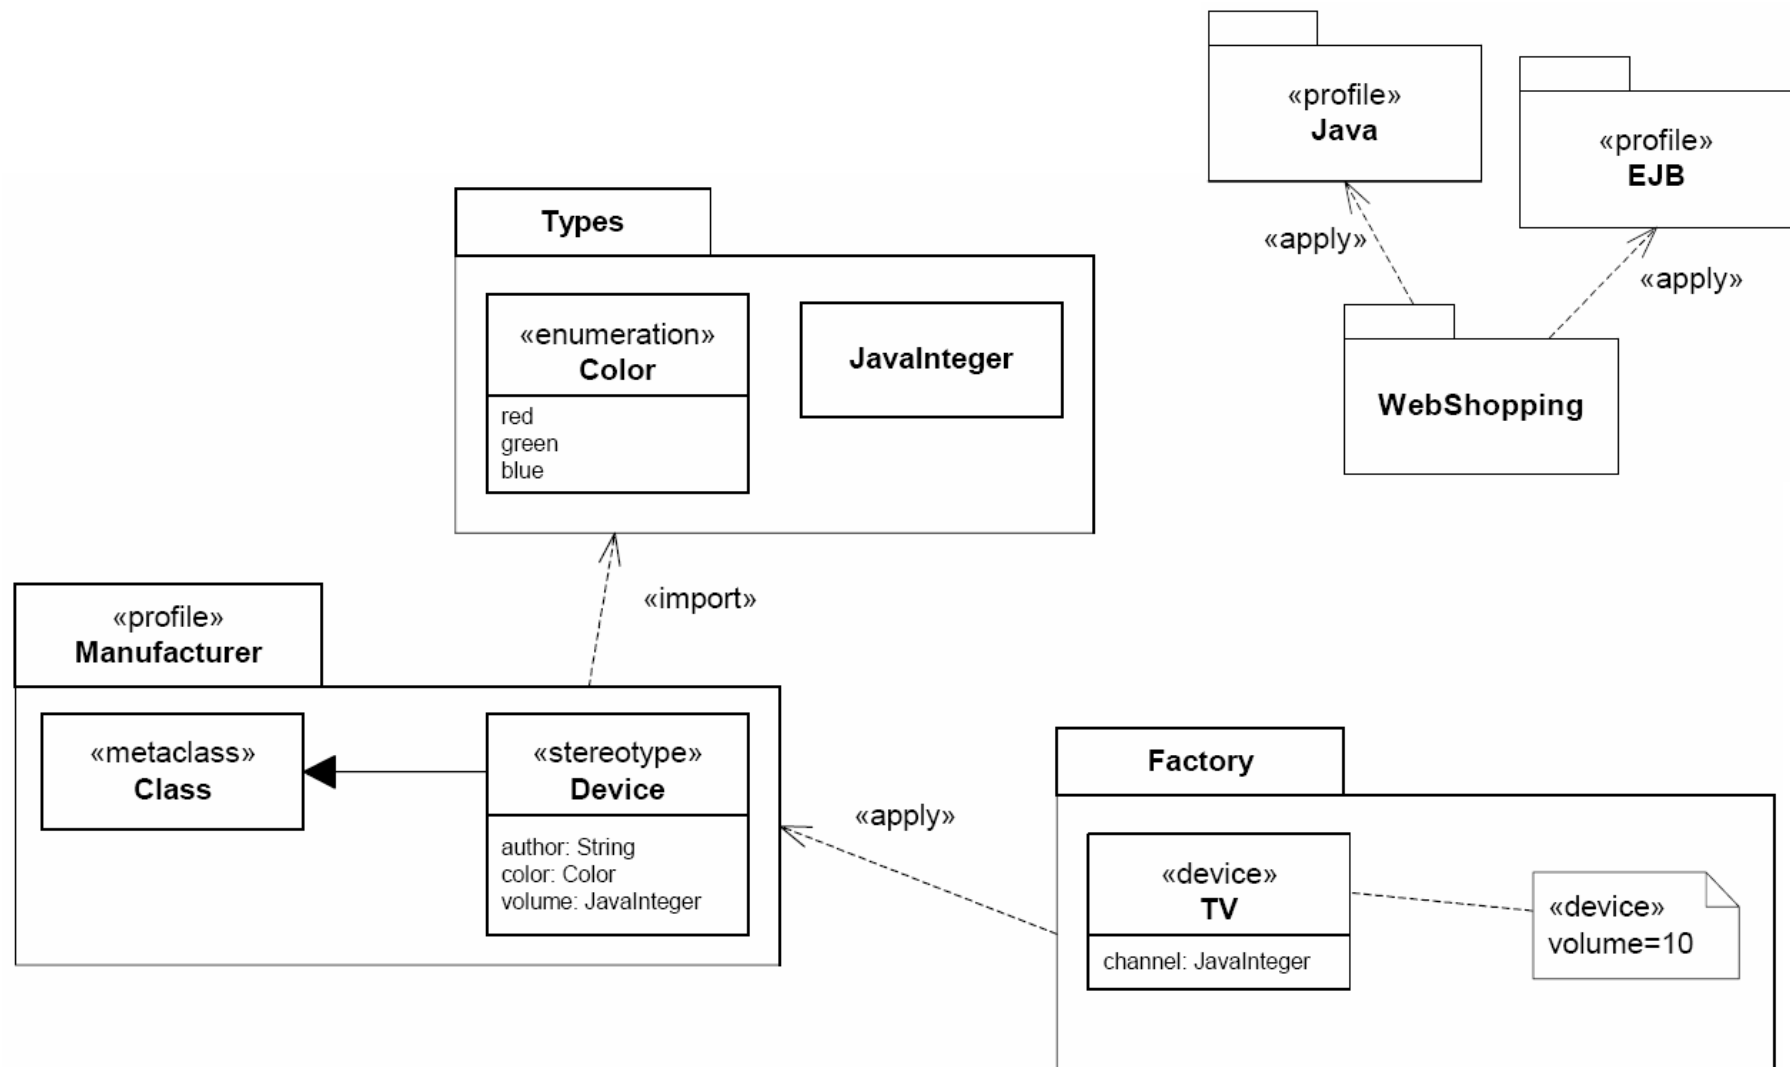 «profile»
Java
«profile»
EJB
«apply»
«apply»
WebShopping
Types
«enumeration»
Color
red
green
blue
JavaInteger
«import»
«profile»
Manufacturer
«metaclass»
Class
«stereotype»
Device
author: String
color: Color
volume: JavaInteger
«apply»
Factory
«device»
TV
channel: JavaInteger
«device»
volume=10